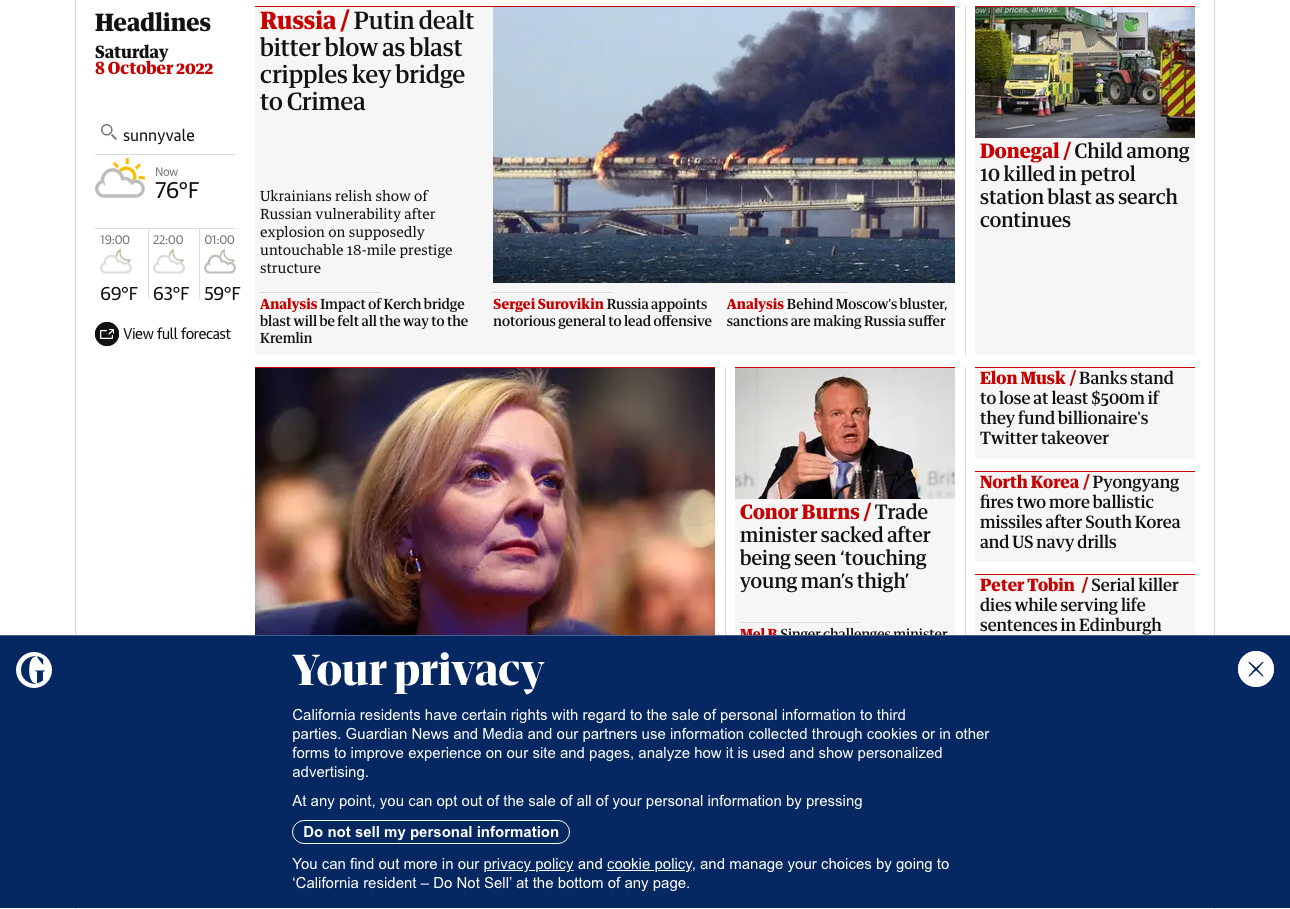 Headlines
Saturday
8 October 2022
sunnyvale
Now
76°F
19:00
22:00
01:00
69°F
63°F
59°F
View full forecast
Russia / Putin dealt
bitter blow as blast
cripples key bridge
to Crimea
Ukrainians relish show of
Russian vulnerability after
explosion on supposedly
untouchable 18-mile prestige
structure
Analysis Impact of Kerch bridge
blast will be felt all the way to the
Kremlin
Sergei Surovikin Russia appoints
notorious general to lead offensive
Analysis Behind Moscow's bluster,
sanctions are making Russia suffer
fuel prices, always.
Donegal / Child among
10 killed in petrol
station blast as search
continues
Conor Burns / Trade
minister sacked after
being seen ‘touching
young man’s thigh’
Mel B Singer challenges minister
Elon Musk / Banks stand
to lose at least $500m if
they fund billionaire's
Twitter takeover
North Korea / Pyongyang
fires two more ballistic
missiles after South Korea
and US navy drills
Peter Tobin / Serial killer
dies while serving life
sentences in Edinburgh
Your privacy
California residents have certain rights with regard to the sale of personal information to third
parties. Guardian News and Media and our partners use information collected through cookies or in other
forms to improve experience on our site and pages, analyze how it is used and show personalized
advertising.
At any point, you can opt out of the sale of all of your personal information by pressing
Do not sell my personal information
You can find out more in our privacy policy and cookie policy, and manage your choices by going to
‘California resident – Do Not Sell’ at the bottom of any page.